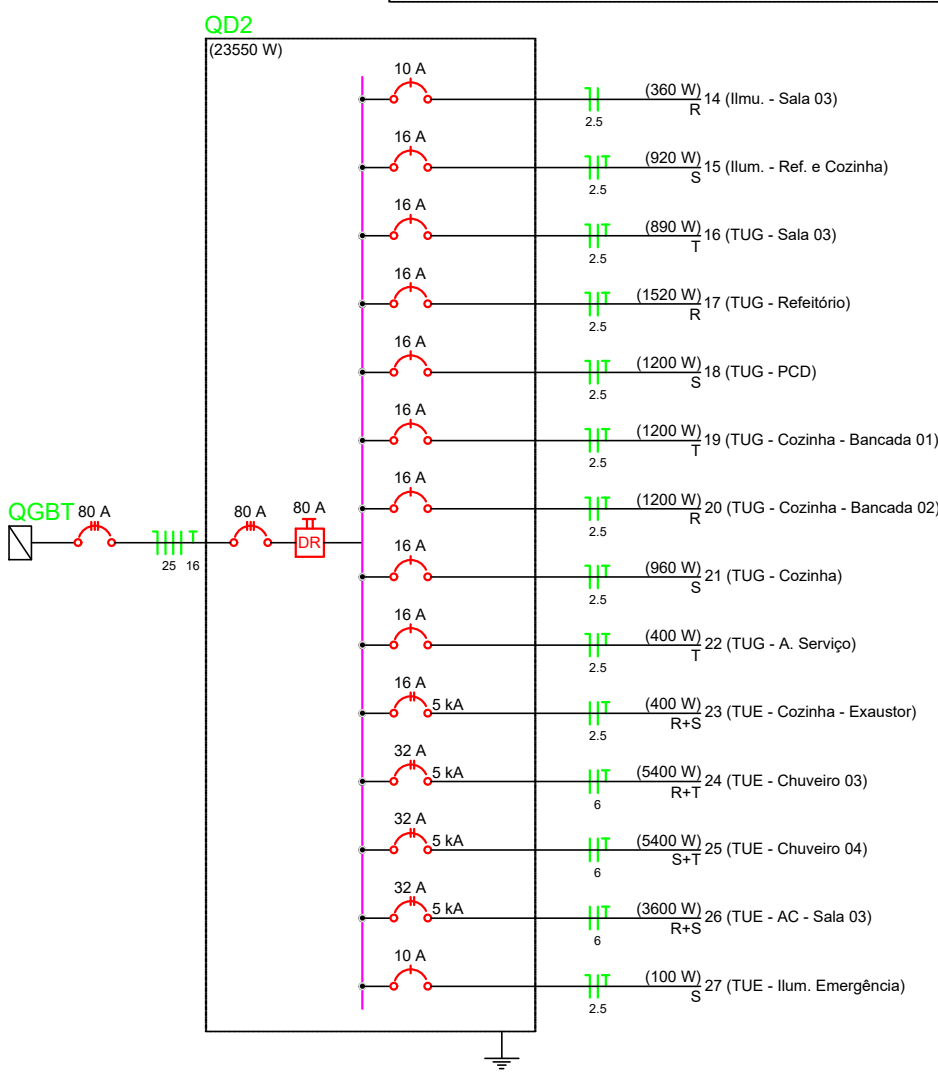 QD2
(23550 W)
10 A
(360 W) 14 (Ilmu. - Sala 03)
2.5 R
16 A
(920 W) 15 (Ilum. - Ref. e Cozinha)
2.5 S
16 A
(890 W) 16 (TUG - Sala 03)
2.5 T
16 A
(1520 W) 17 (TUG - Refeitório)
2.5 R
16 A
(1200 W) 18 (TUG - PCD)
2.5 S
16 A
(1200 W) 19 (TUG - Cozinha - Bancada 01)
2.5 T
16 A
(1200 W) 20 (TUG - Cozinha - Bancada 02)
2.5 R
QGBT 80 A 80 A 80 A
DR
25 16
16 A
(960 W) 21 (TUG - Cozinha)
2.5 S
16 A
(400 W) 22 (TUG - A. Serviço)
2.5 T
16 A
5 kA (400 W) 23 (TUE - Cozinha - Exaustor)
2.5 R+S
32 A
5 kA (5400 W) 24 (TUE - Chuveiro 03)
6 R+T
32 A
5 kA (5400 W) 25 (TUE - Chuveiro 04)
6 S+T
32 A
5 kA (3600 W) 26 (TUE - AC - Sala 03)
6 R+S
10 A
(100 W) 27 (TUE - Ilum. Emergência)
2.5 S